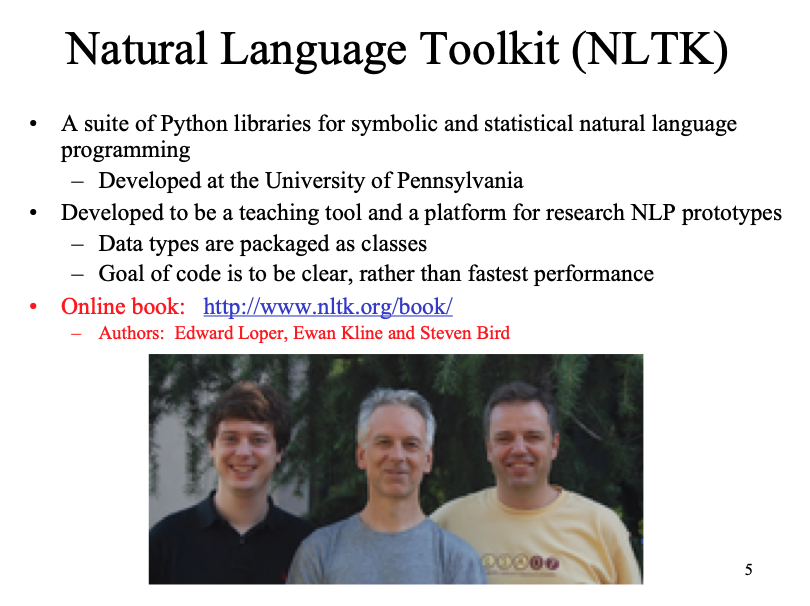 Natural Language Toolkit (NLTK)
• A suite of Python libraries for symbolic and statistical natural language
programming
– Developed at the University of Pennsylvania
• Developed to be a teaching tool and a platform for research NLP prototypes
– Data types are packaged as classes
– Goal of code is to be clear, rather than fastest performance
• Online book: http://www.nltk.org/book/
– Authors: Edward Loper, Ewan Kline and Steven Bird
5